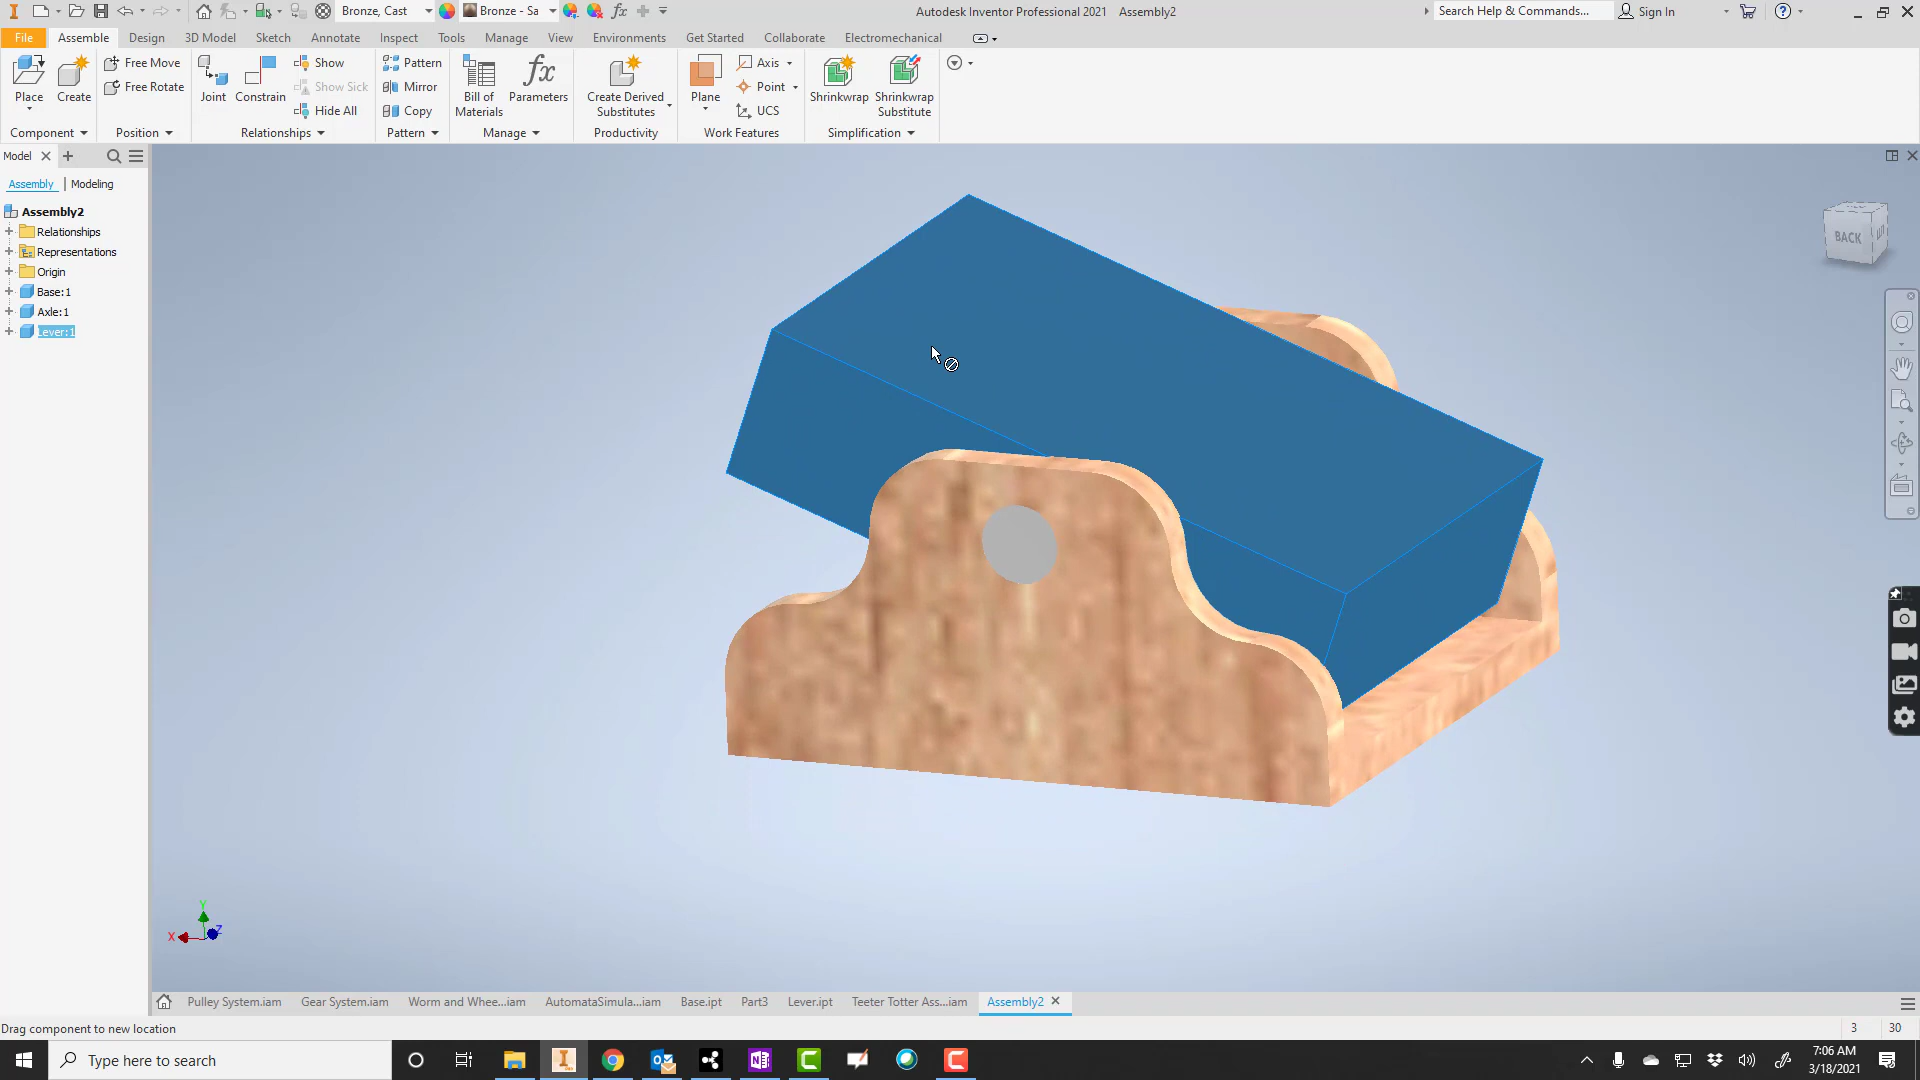 Bronze, Cast
Bronze - Sa
fx
Autodesk Inventor Professional 2021 Assembly2
Search Help & Commands...
Sign In
File Assemble Design 3D Model Sketch Annotate Inspect Tools Manage View Environments Get Started Collaborate Electromechanical
Place
Create
Free Move
Free Rotate
Joint
Constrain
Show
Show Sick
Hide All
Pattern
Mirror
Copy
Bill of
Materials
fx
Parameters
Create Derived
Substitutes
Plane
Axis
Point
UCS
Shrinkwrap
Shrinkwrap
Substitute
Component Position Relationships Pattern Manage Productivity Work Features Simplification
Model
Assembly Modeling
Assembly2
Relationships
Representations
Origin
Base:1
Axle:1
Lever:1
BACK
Y
X
Z
Pulley System.iam Gear System.iam Worm and Whee...iam AutomataSimula...iam Base.ipt Part3 Lever.ipt Teeter Totter Ass...iam Assembly2
Drag component to new location
3 30
Type here to search
7:06 AM
3/18/2021